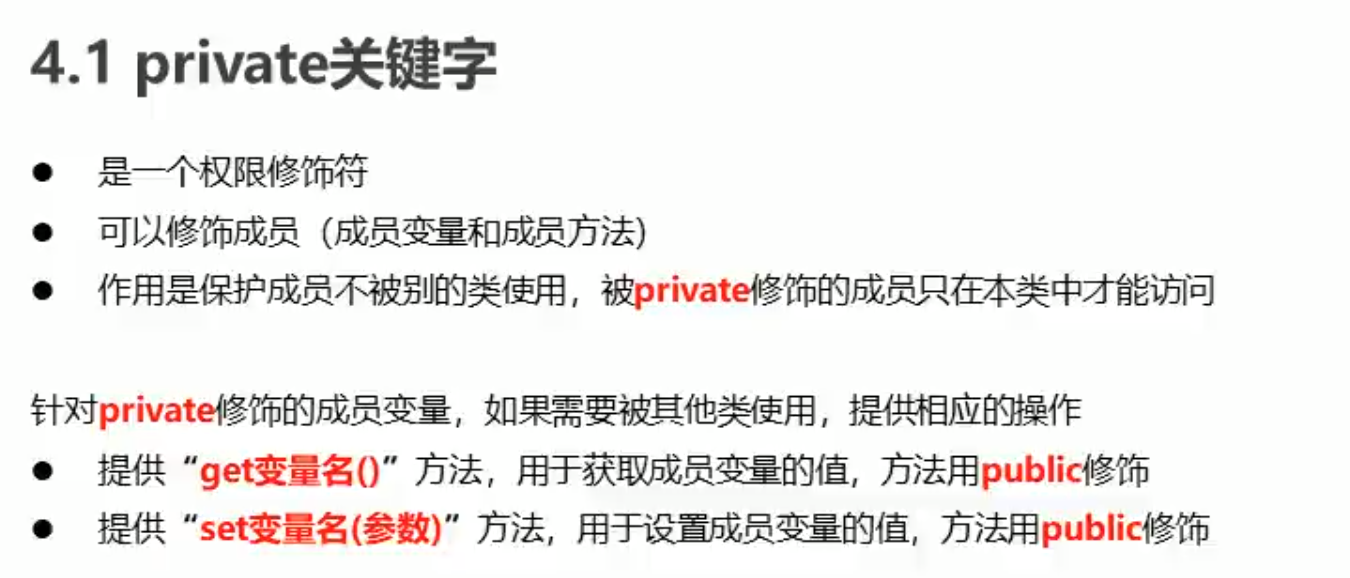 4.1 private关键字
● 是一个权限修饰符
● 可以修饰成员（成员变量和成员方法）
● 作用是保护成员不被别的类使用，被private修饰的成员只在本类中才能访问
针对private修饰的成员变量，如果需要被其他类使用，提供相应的操作
● 提供“get变量名()”方法，用于获取成员变量的值，方法用public修饰
● 提供“set变量名(参数)”方法，用于设置成员变量的值，方法用public修饰